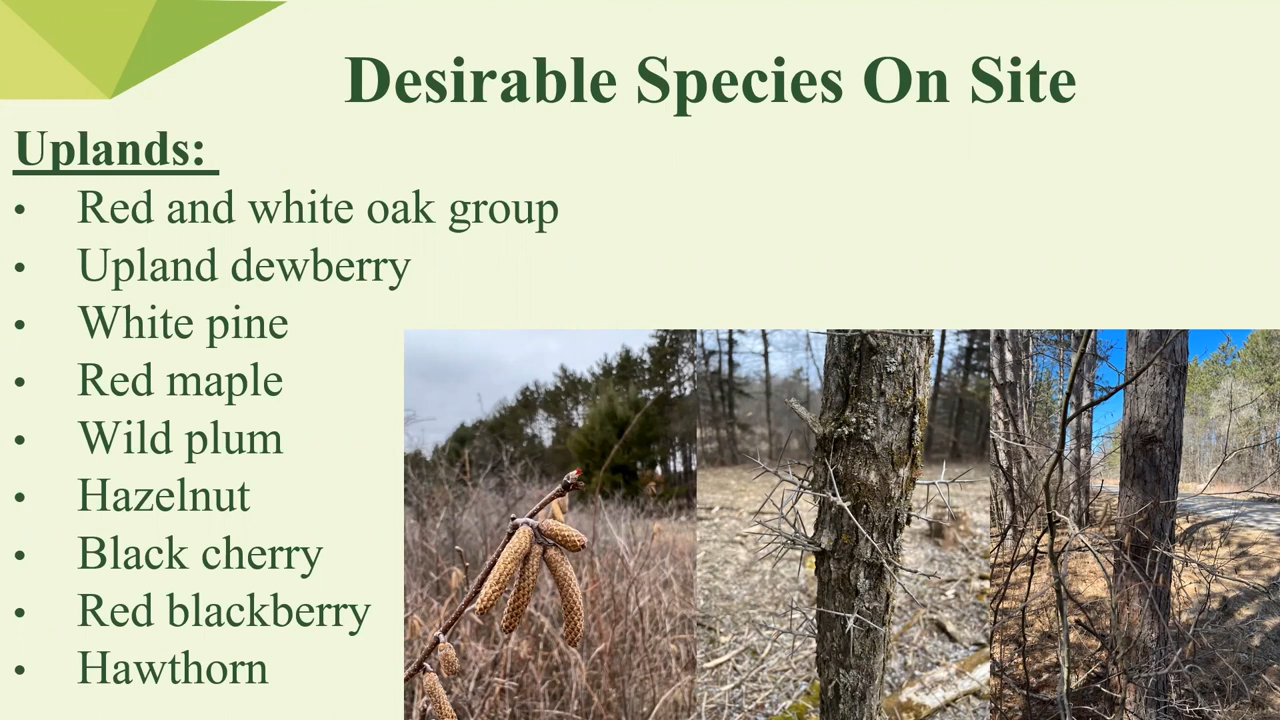 Desirable Species On Site
Uplands:
• Red and white oak group
• Upland dewberry
• White pine
• Red maple
• Wild plum
• Hazelnut
• Black cherry
• Red blackberry
• Hawthorn